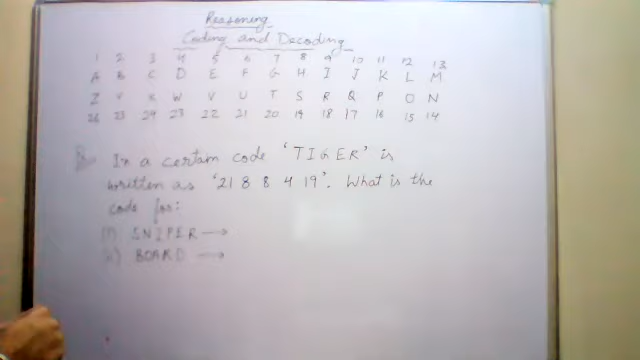 Reasoning
Coding and Decoding
1 2 3 4 5 6 7 8 9 10 11 12 13
A B C D E F G H I J K L M
Z Y X W V U T S R Q P O N
26 25 24 23 22 21 20 19 18 17 16 15 14
In a certain code 'TIGER' is
written as '21 8 8 4 19'. What is the
code for:
(i) SNIPER →
(ii) BOARD →